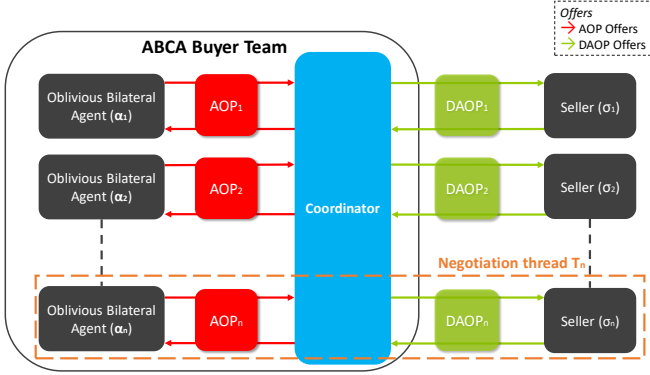 Offers
AOP Offers
DAOP Offers
ABCA Buyer Team
Oblivious Bilateral
Agent (α₁)
AOP₁
DAOP₁
Seller (σ₁)
Oblivious Bilateral
Agent (α₂)
AOP₂
DAOP₂
Seller (σ₂)
Coordinator
Negotiation thread Tₙ
Oblivious Bilateral
Agent (αₙ)
AOPₙ
DAOPₙ
Seller (σₙ)